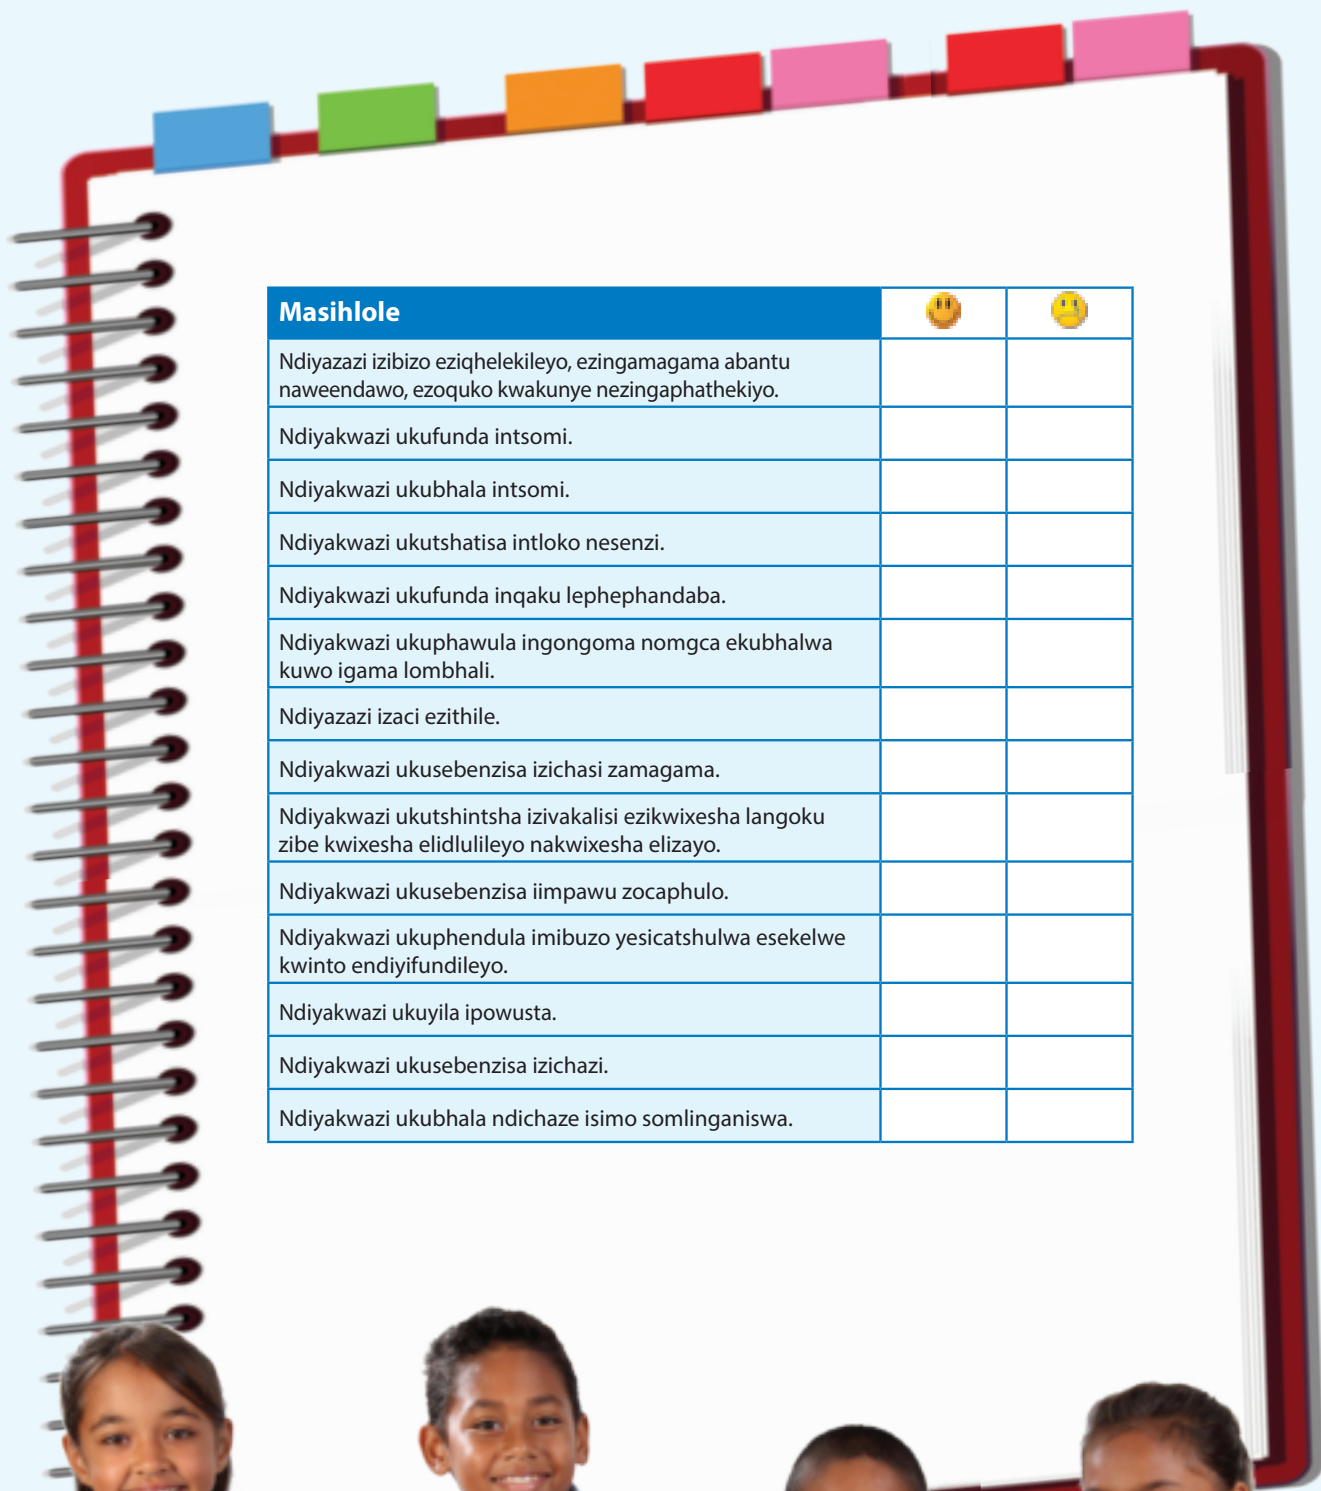 Masihlole
Ndiyazazi izibizo eziqhelekileyo, ezingamagama abantu
naweendawo, ezoquko kwakunye nezingaphathekiyo.
Ndiyakwazi ukufunda intsomi.
Ndiyakwazi ukubhala intsomi.
Ndiyakwazi ukutshatisa intloko nesenzi.
Ndiyakwazi ukufunda inqaku lephephandaba.
Ndiyakwazi ukuphawula ingongoma nomgca ekubhalwa
kuwo igama lombhali.
Ndiyazazi izaci ezithile.
Ndiyakwazi ukusebenzisa izichasi zamagama.
Ndiyakwazi ukutshintsha izivakalisi ezikwixesha langoku
zibe kwixesha elidlulileyo nakwixesha elizayo.
Ndiyakwazi ukusebenzisa iimpawu zocaphulo.
Ndiyakwazi ukuphendula imibuzo yesicatshulwa esekelwe
kwinto endiyifundileyo.
Ndiyakwazi ukuyila ipowusta.
Ndiyakwazi ukusebenzisa izichazi.
Ndiyakwazi ukubhala ndichaze isimo somlinganiswa.